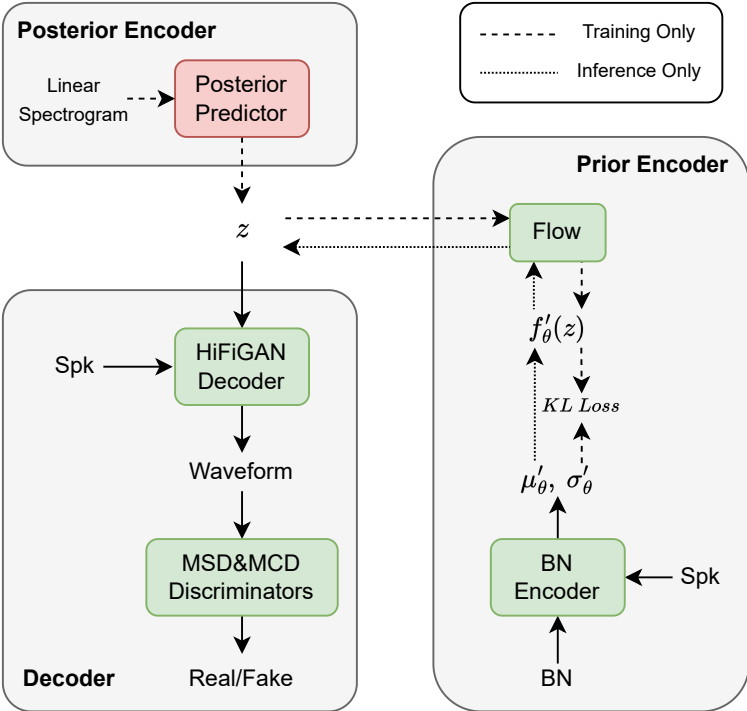 Posterior Encoder
Linear
Spectrogram
Posterior
Predictor
Training Only
Inference Only
z
Prior Encoder
Flow
f′θ(z)
KL Loss
μ′θ, σ′θ
BN
Encoder
Spk
BN
Spk
HiFiGAN
Decoder
Waveform
MSD&MCD
Discriminators
Real/Fake
Decoder